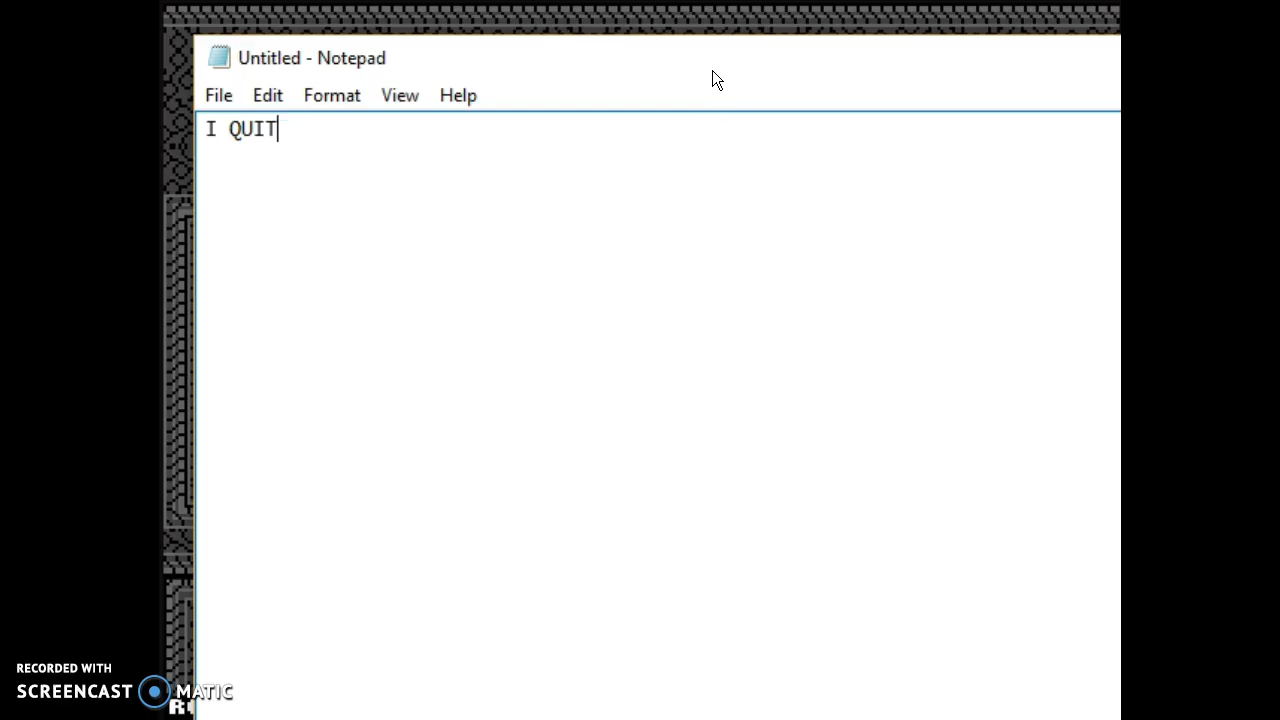 Untitled - Notepad
File Edit Format View Help
I QUIT
RECORDED WITH
SCREENCAST MATIC